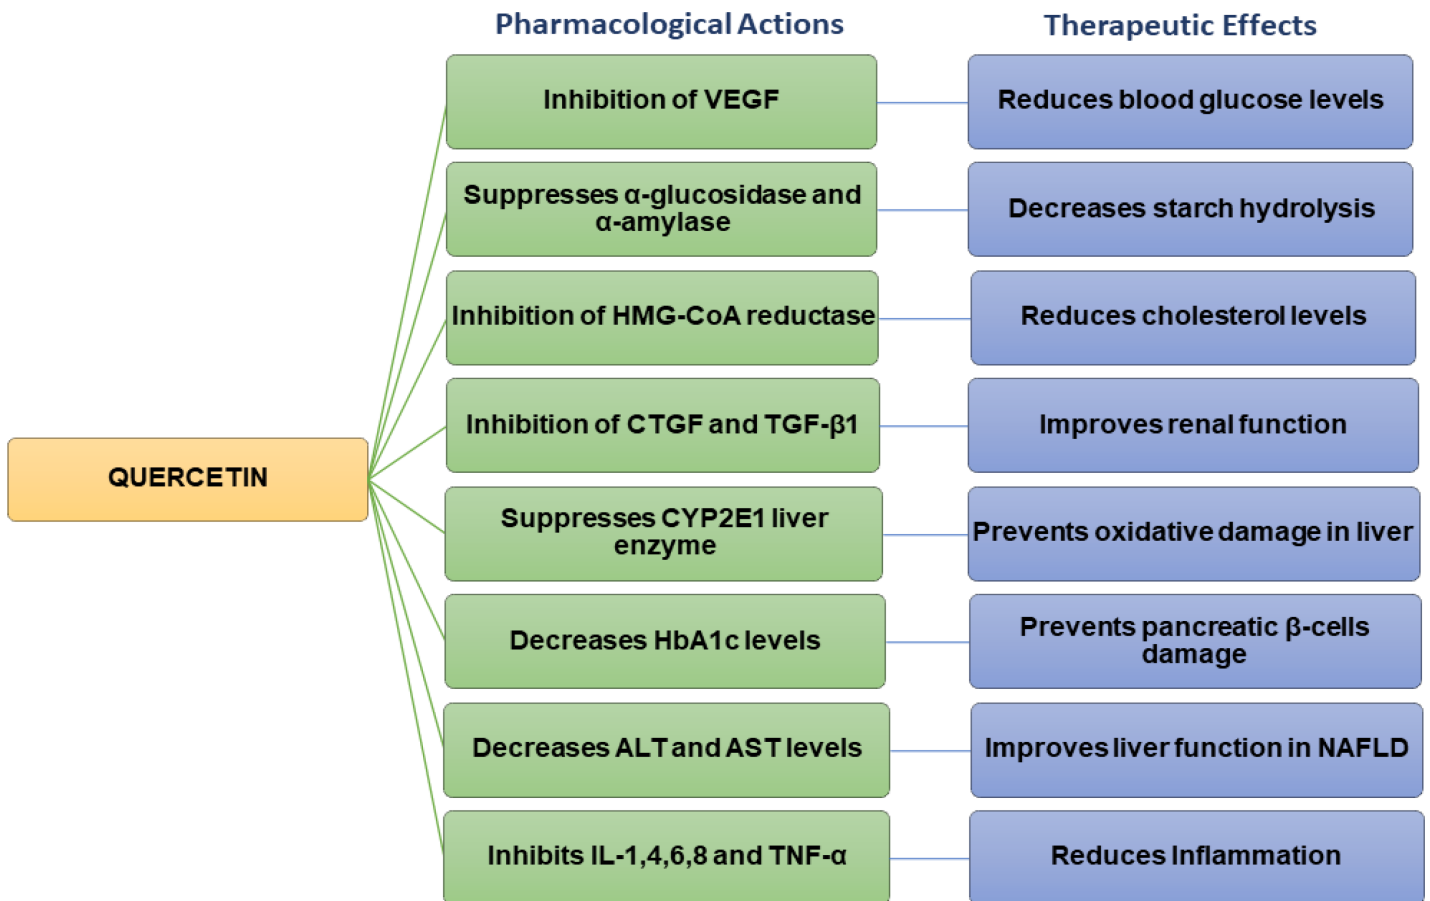 Pharmacological Actions
Therapeutic Effects
Inhibition of VEGF
Reduces blood glucose levels
Suppresses α-glucosidase and
α-amylase
Decreases starch hydrolysis
Inhibition of HMG-CoA reductase
Reduces cholesterol levels
Inhibition of CTGF and TGF-β1
Improves renal function
QUERCETIN
Suppresses CYP2E1 liver
enzyme
Prevents oxidative damage in liver
Decreases HbA1c levels
Prevents pancreatic β-cells
damage
Decreases ALT and AST levels
Improves liver function in NAFLD
Inhibits IL-1,4,6,8 and TNF-α
Reduces Inflammation